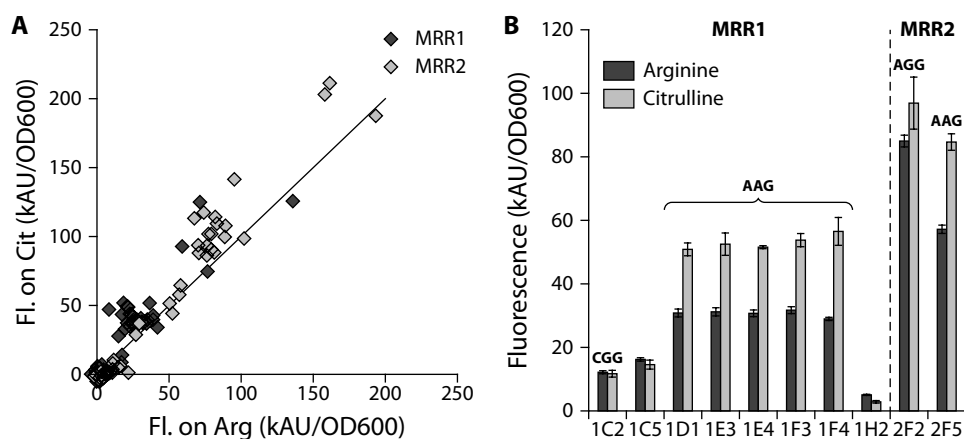 A
250
200
150
100
50
0
0 50 100 150 200 250
Fl. on Cit (kAU/OD600)
Fl. on Arg (kAU/OD600)
MRR1
MRR2
B
MRR1 MRR2
120
100
80
60
40
20
0
Fluorescence (kAU/OD600)
Arginine
Citrulline
CGG
AAG
AGG
AAG
1C2 1C5 1D1 1E3 1E4 1F3 1F4 1H2 2F2 2F5